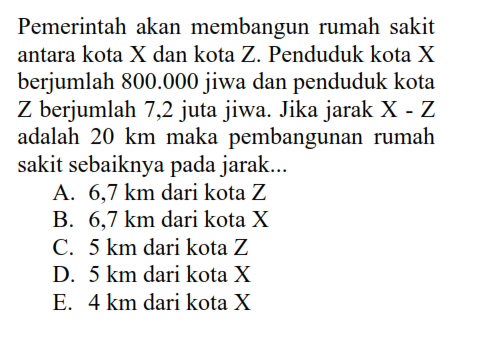 Pemerintah akan membangun rumah sakit
antara kota X dan kota Z. Penduduk kota X
berjumlah 800.000 jiwa dan penduduk kota
Z berjumlah 7,2 juta jiwa. Jika jarak X - Z
adalah 20 km maka pembangunan rumah
sakit sebaiknya pada jarak...
A. 6,7 km dari kota Z
B. 6,7 km dari kota X
C. 5 km dari kota Z
D. 5 km dari kota X
E. 4 km dari kota X